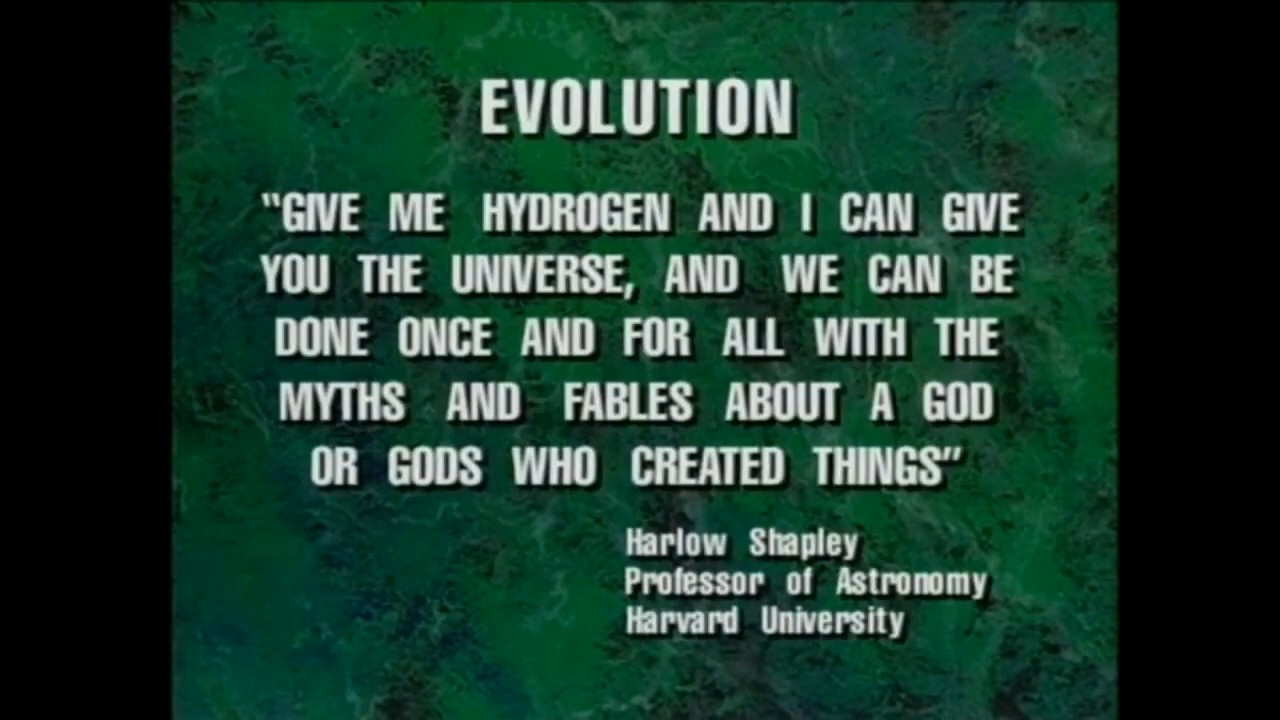 EVOLUTION
“GIVE ME HYDROGEN AND I CAN GIVE
YOU THE UNIVERSE, AND WE CAN BE
DONE ONCE AND FOR ALL WITH THE
MYTHS AND FABLES ABOUT A GOD
OR GODS WHO CREATED THINGS”
Harlow Shapley
Professor of Astronomy
Harvard University